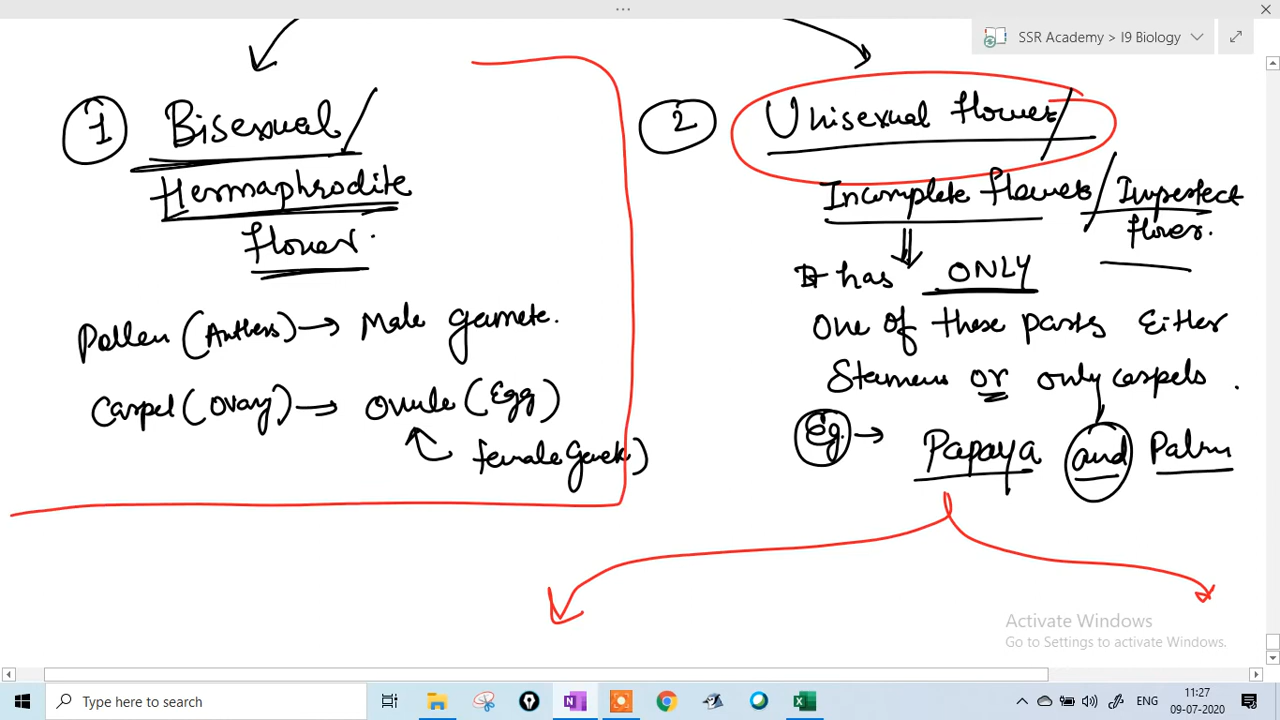 SSR Academy > I9 Biology
1 Bisexual/
Hermaphrodite
flower.
Pollen (Anthers) → Male gamete.
Carpel (Ovary) → Ovule (Egg)
female Gamete)
2 Unisexual flower/
Incomplete flowers/Imperfect
flower.
It has ONLY
One of these parts Either
Stamens or only carpels.
Eg. → Papaya and Palm
Activate Windows
Go to Settings to activate Windows.
Type here to search
ENG
11:27
09-07-2020